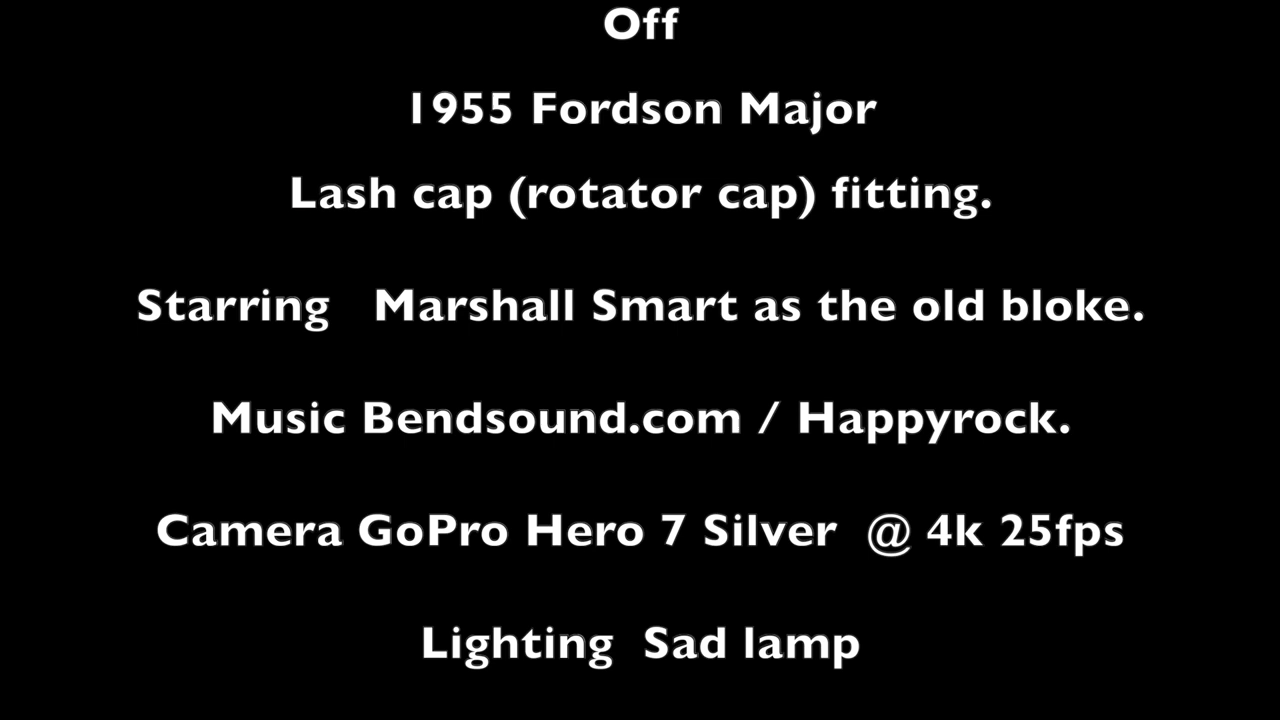 Off
1955 Fordson Major
Lash cap (rotator cap) fitting.
Starring   Marshall Smart as the old bloke.
Music Bendsound.com / Happyrock.
Camera GoPro Hero 7 Silver  @ 4k 25fps
Lighting  Sad lamp